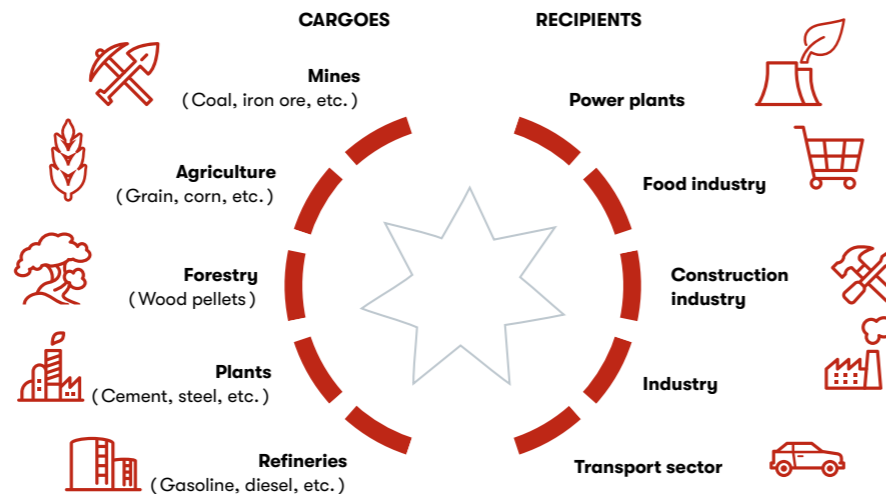 CARGOES
Mines
(Coal, iron ore, etc.)
Agriculture
(Grain, corn, etc.)
Forestry
(Wood pellets)
Plants
(Cement, steel, etc.)
Refineries
(Gasoline, diesel, etc.)
RECIPIENTS
Power plants
Food industry
Construction
industry
Industry
Transport sector